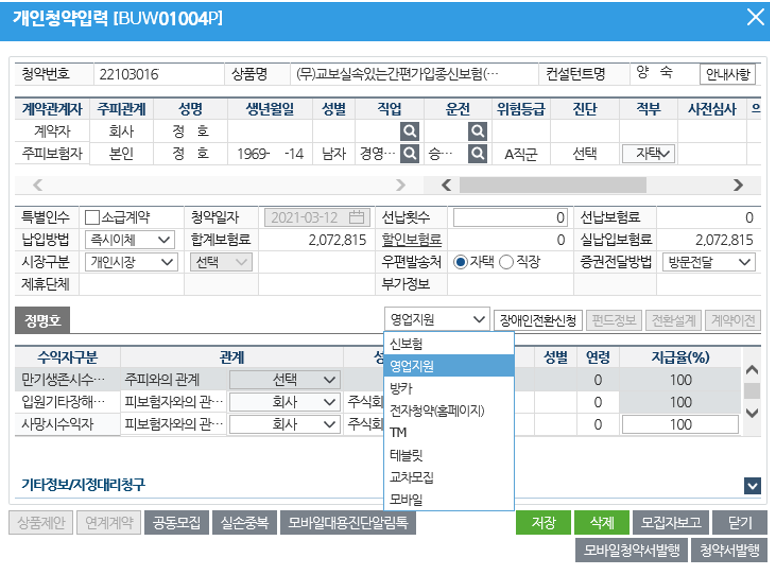 개인청약입력 [BUW01004P]
청약번호 22103016 상품명 (무)교보실속있는간편가입종신보험(… 컨설턴트명 양 숙 안내사항
계약관계자 주피관계 성명 생년월일 성별 직업 운전 위험등급 진단 적부 사전심사 의
계약자 회사 정 호
주피보험자 본인 정 호 1969- -14 남자 경영… 승… A직군 선택 자택
특별인수 소급계약 청약일자 2021-03-12 선납횟수 0 선납보험료 0
납입방법 즉시이체 합계보험료 2,072,815 할인보험료 0 실납입보험료 2,072,815
시장구분 개인시장 선택 우편발송처 자택 직장 증권전달방법 방문전달
제휴단체 부가정보
정명호 영업지원 장애인전환신청 펀드정보 전환설계 계약이전
수익자구분 관계 성별 연령 지급율(%)
만기생존시수… 주피와의 관계 선택 0 100
입원기타장해… 피보험자와의 관… 회사 주식회 0 100
사망시수익자 피보험자와의 관… 회사 주식회 0 100
신보험
영업지원
방카
전자청약(홈페이지)
TM
테블릿
교차모집
모바일
기타정보/지정대리청구
상품제안 연계계약 공동모집 실손중복 모바일대용진단알림톡 저장 삭제 모집자보고 닫기
모바일청약서발행 청약서발행